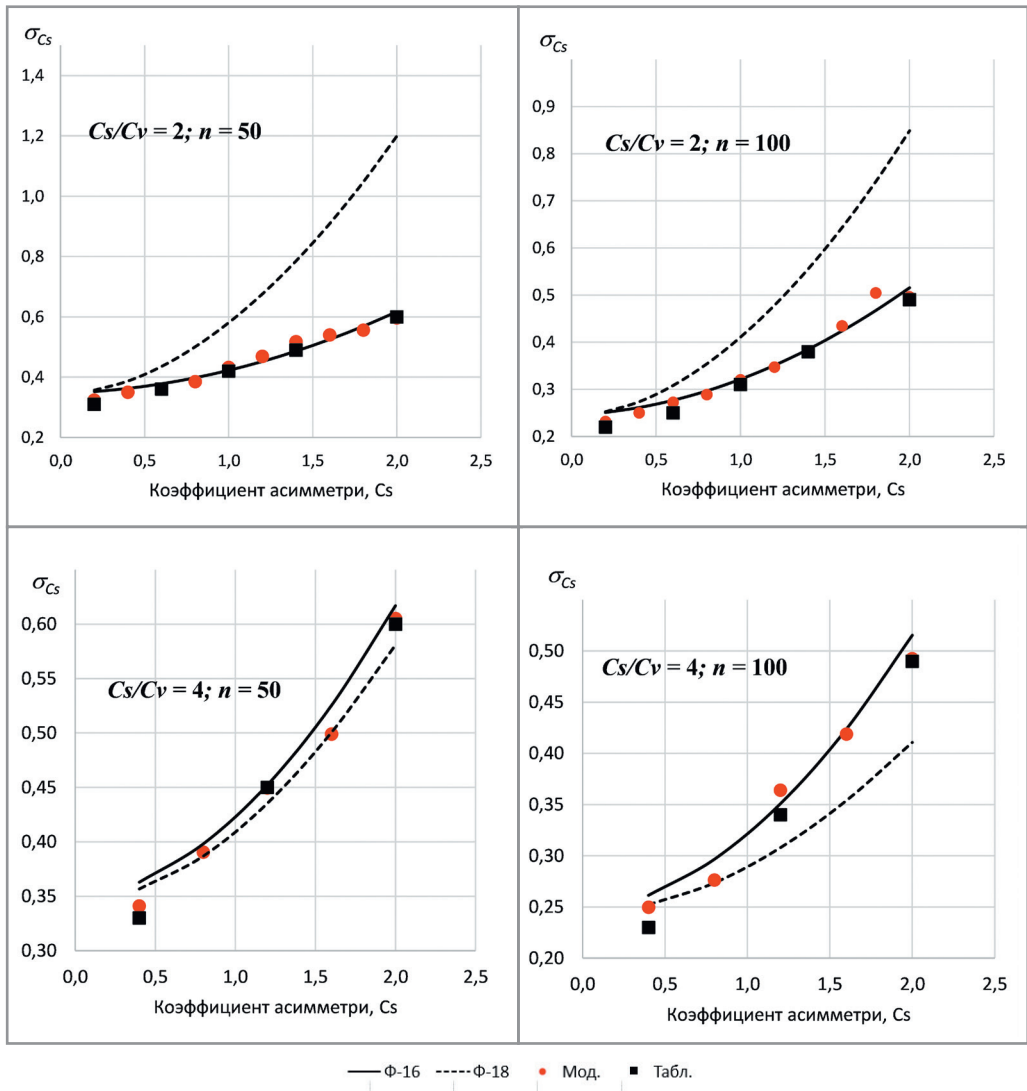 σCs
1,4
1,2
1,0
0,8
0,6
0,4
0,2
Cs/Cv = 2; n = 50
0,0 0,5 1,0 1,5 2,0 2,5
Коэффициент асимметри, Cs
σCs
0,9
0,8
0,7
0,6
0,5
0,4
0,3
0,2
Cs/Cv = 2; n = 100
0,0 0,5 1,0 1,5 2,0 2,5
Коэффициент асимметри, Cs
σCs
0,60
0,55
0,50
0,45
0,40
0,35
0,30
Cs/Cv = 4; n = 50
0,0 0,5 1,0 1,5 2,0 2,5
Коэффициент асимметри, Cs
σCs
0,50
0,45
0,40
0,35
0,30
0,25
0,20
Cs/Cv = 4; n = 100
0,0 0,5 1,0 1,5 2,0 2,5
Коэффициент асимметри, Cs
Ф-16 Ф-18 Мод. Табл.